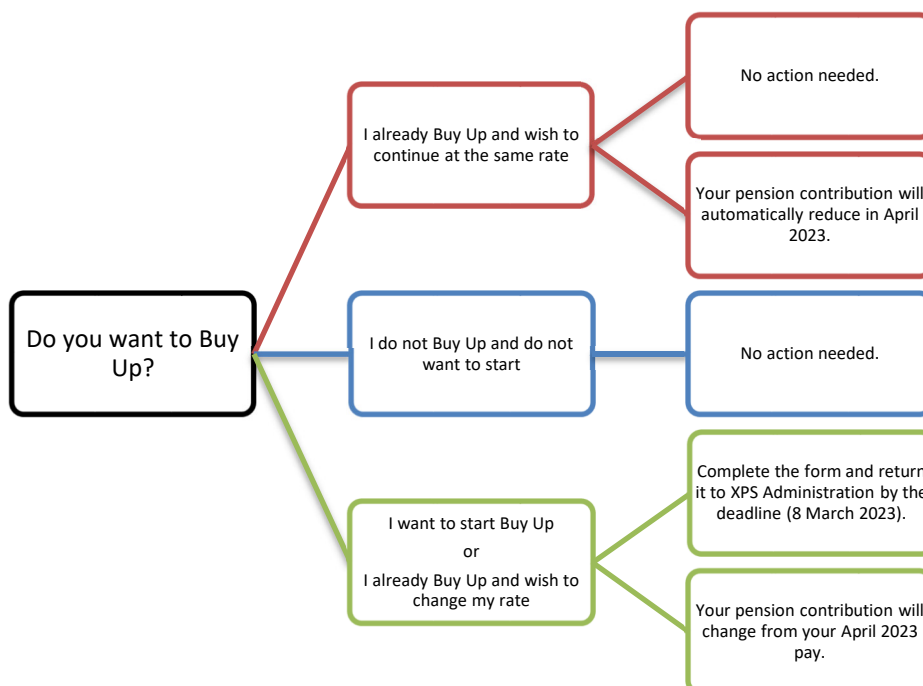 Do you want to Buy
Up?
I already Buy Up and wish to
continue at the same rate
No action needed.
Your pension contribution will
automatically reduce in April
2023.
I do not Buy Up and do not
want to start
No action needed.
I want to start Buy Up
or
I already Buy Up and wish to
change my rate
Complete the form and return
it to XPS Administration by the
deadline (8 March 2023).
Your pension contribution will
change from your April 2023
pay.